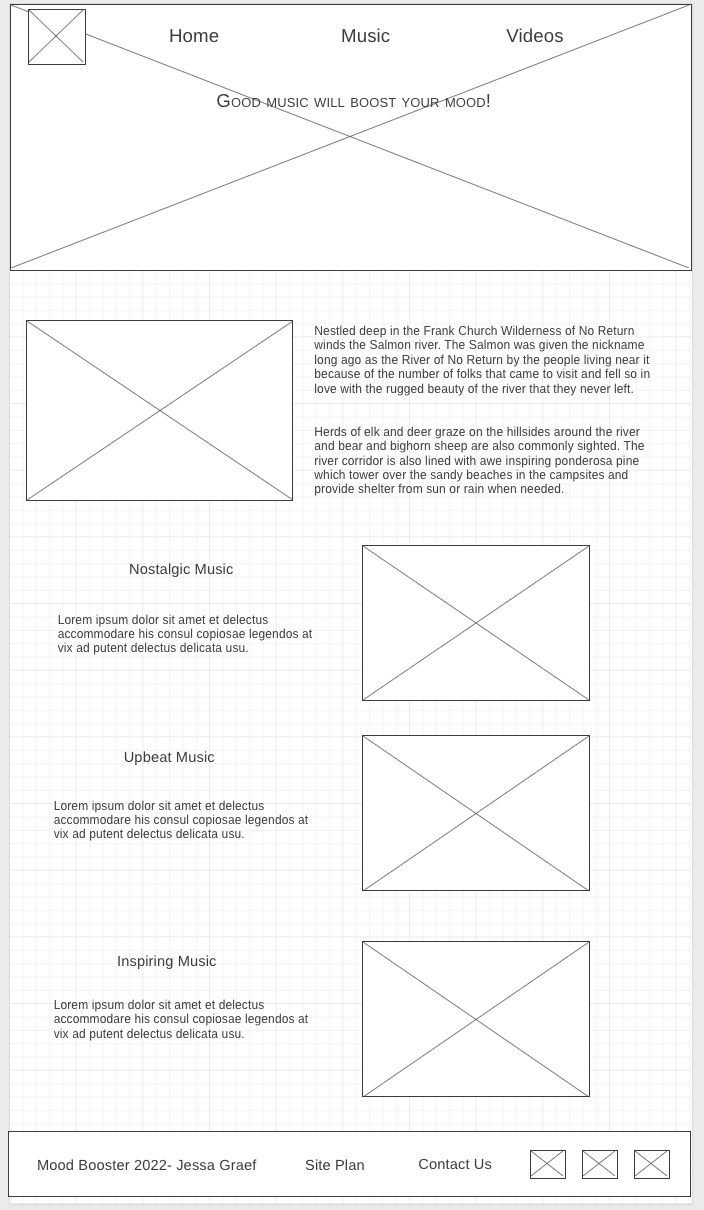 Home
Music
Videos
Good music will boost your mood!
Nestled deep in the Frank Church Wilderness of No Return
winds the Salmon river. The Salmon was given the nickname
long ago as the River of No Return by the people living near it
because of the number of folks that came to visit and fell so in
love with the rugged beauty of the river that they never left.
Herds of elk and deer graze on the hillsides around the river
and bear and bighorn sheep are also commonly sighted. The
river corridor is also lined with awe inspiring ponderosa pine
which tower over the sandy beaches in the campsites and
provide shelter from sun or rain when needed.
Nostalgic Music
Lorem ipsum dolor sit amet et delectus
accommodare his consul copiosae legendos at
vix ad putent delectus delicata usu.
Upbeat Music
Lorem ipsum dolor sit amet et delectus
accommodare his consul copiosae legendos at
vix ad putent delectus delicata usu.
Inspiring Music
Lorem ipsum dolor sit amet et delectus
accommodare his consul copiosae legendos at
vix ad putent delectus delicata usu.
Mood Booster 2022- Jessa Graef
Site Plan
Contact Us